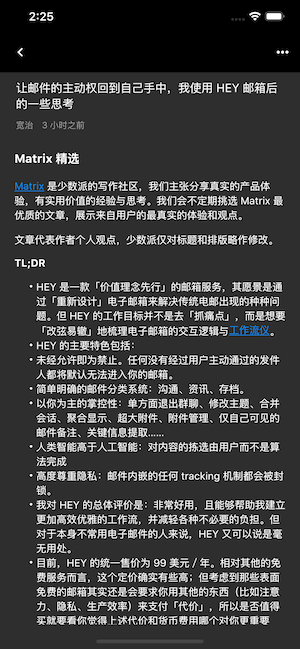 2:25
让邮件的主动权回到自己手中，我使用 HEY 邮箱后
的一些思考
宽治 3 小时之前
Matrix 精选
Matrix 是少数派的写作社区，我们主张分享真实的产品体
验，有实用价值的经验与思考。我们会不定期挑选 Matrix 最
优质的文章，展示来自用户的最真实的体验和观点。
文章代表作者个人观点，少数派仅对标题和排版略作修改。
TL;DR
• HEY 是一款「价值理念先行」的邮箱服务，其愿景是通
过「重新设计」电子邮箱来解决传统电邮出现的种种问
题。但 HEY 的工作目标并不是去「抓痛点」，而是想要
「改弦易辙」地梳理电子邮箱的交互逻辑与工作流仪。
• HEY 的主要特色包括：
• 未经允许即为禁止。任何没有经过用户主动通过的发件
人都将默认无法进入你的邮箱。
• 简单明确的邮件分类系统：沟通、资讯、存档。
• 以你为主的掌控性：单方面退出群聊、修改主题、合并
会话、聚合显示、超大附件、附件管理、仅自己可见的
邮件备注、关键信息提取......
• 人类智能高于人工智能：对内容的拣选由用户而不是算
法完成
• 高度尊重隐私：邮件内嵌的任何 tracking 机制都会被封
锁。
• 我对 HEY 的总体评价是：非常好用，且能够帮助我建立
更加高效优雅的工作流，并减轻各种不必要的负担。但
对于本身不常用电子邮件的人来说，HEY 又可以说是毫
无用处。
• 目前，HEY 的统一售价为 99 美元 / 年。相对其他的免
费服务而言，这个定价确实有些高；但考虑到那些表面
免费的邮箱其实还是会要求你用其他的东西（比如注意
力、隐私、生产效率）来支付「代价」，所以是否值得
买就要看你觉得上述代价和货币费用哪个对你更重要